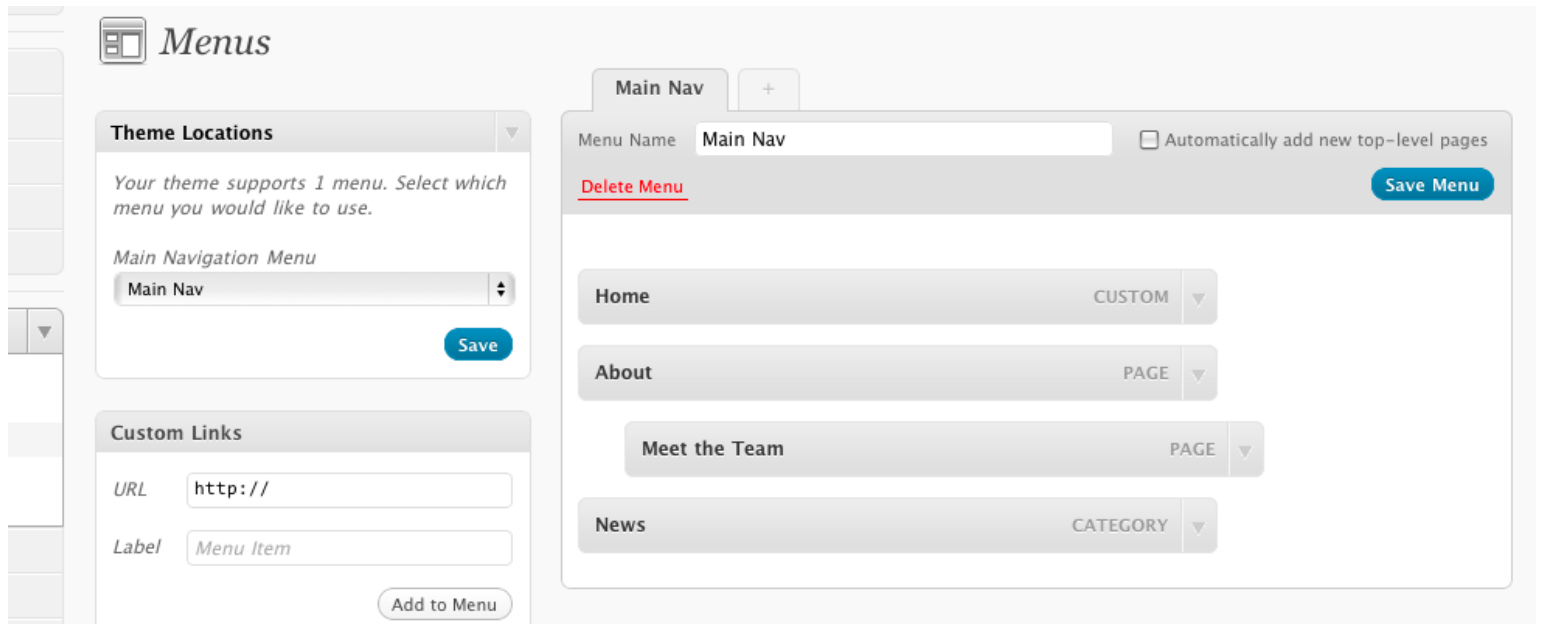 Menus
Theme Locations
Your theme supports 1 menu. Select which
menu you would like to use.
Main Navigation Menu
Main Nav
Save
Custom Links
URL http://
Label Menu Item
Add to Menu
Main Nav +
Menu Name Main Nav Automatically add new top-level pages
Delete Menu Save Menu
Home CUSTOM
About PAGE
Meet the Team PAGE
News CATEGORY